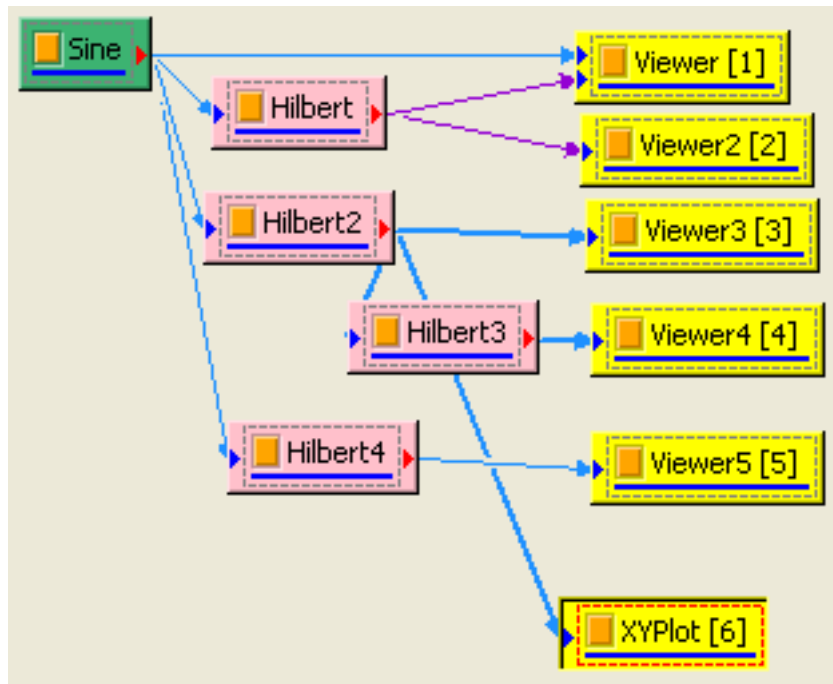 Sine
Viewer [1]
Hilbert
Viewer2 [2]
Hilbert2
Viewer3 [3]
Hilbert3
Viewer4 [4]
Hilbert4
Viewer5 [5]
XYPlot [6]